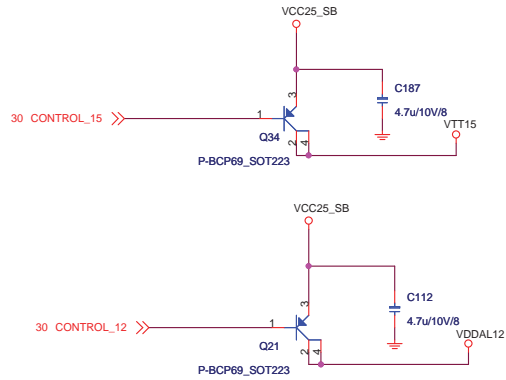 VCC25_SB
3
C187
4.7u/10V/8
30 CONTROL_15
1
VTT15
Q34
2
4
P-BCP69_SOT223
VCC25_SB
3
C112
4.7u/10V/8
30 CONTROL_12
1
VDDAL12
Q21
2
4
P-BCP69_SOT223